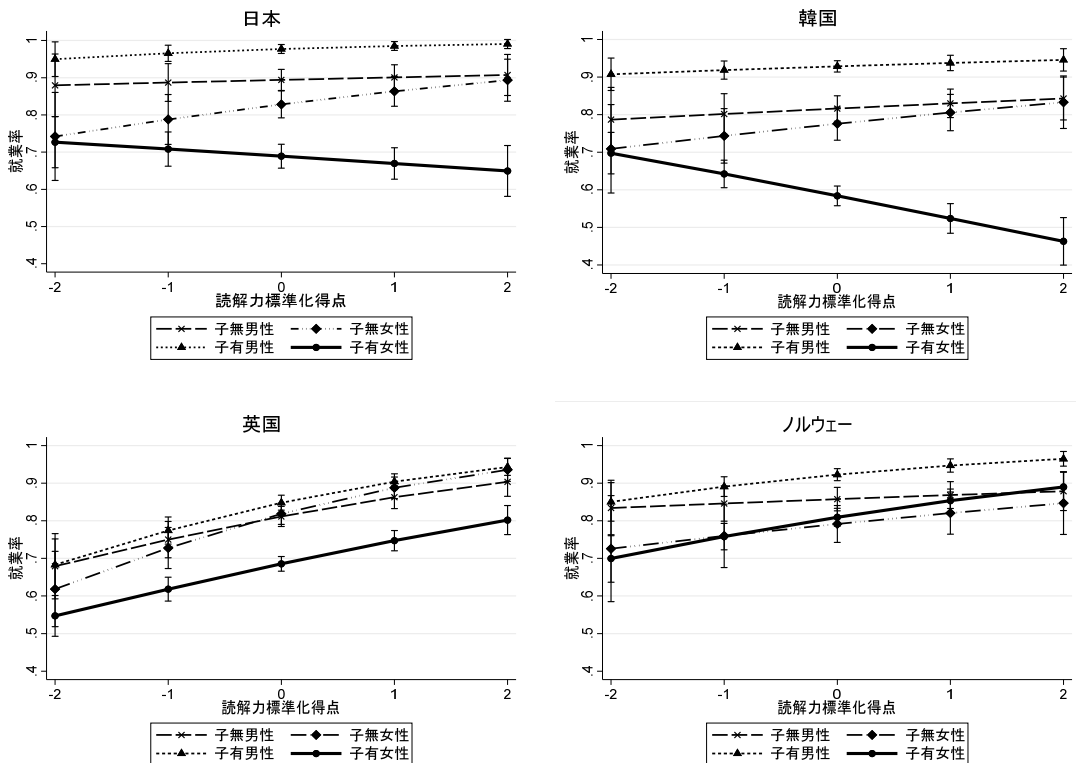 日本
1
.9
.8
.7
.6
.5
.4
就業率
-2 -1 0 1 2
読解力標準化得点
子無男性 子無女性
子有男性 子有女性
韓国
1
.9
.8
.7
.6
.5
.4
就業率
-2 -1 0 1 2
読解力標準化得点
子無男性 子無女性
子有男性 子有女性
英国
1
.9
.8
.7
.6
.5
.4
就業率
-2 -1 0 1 2
読解力標準化得点
子無男性 子無女性
子有男性 子有女性
ノルウェー
1
.9
.8
.7
.6
.5
.4
就業率
-2 -1 0 1 2
読解力標準化得点
子無男性 子無女性
子有男性 子有女性